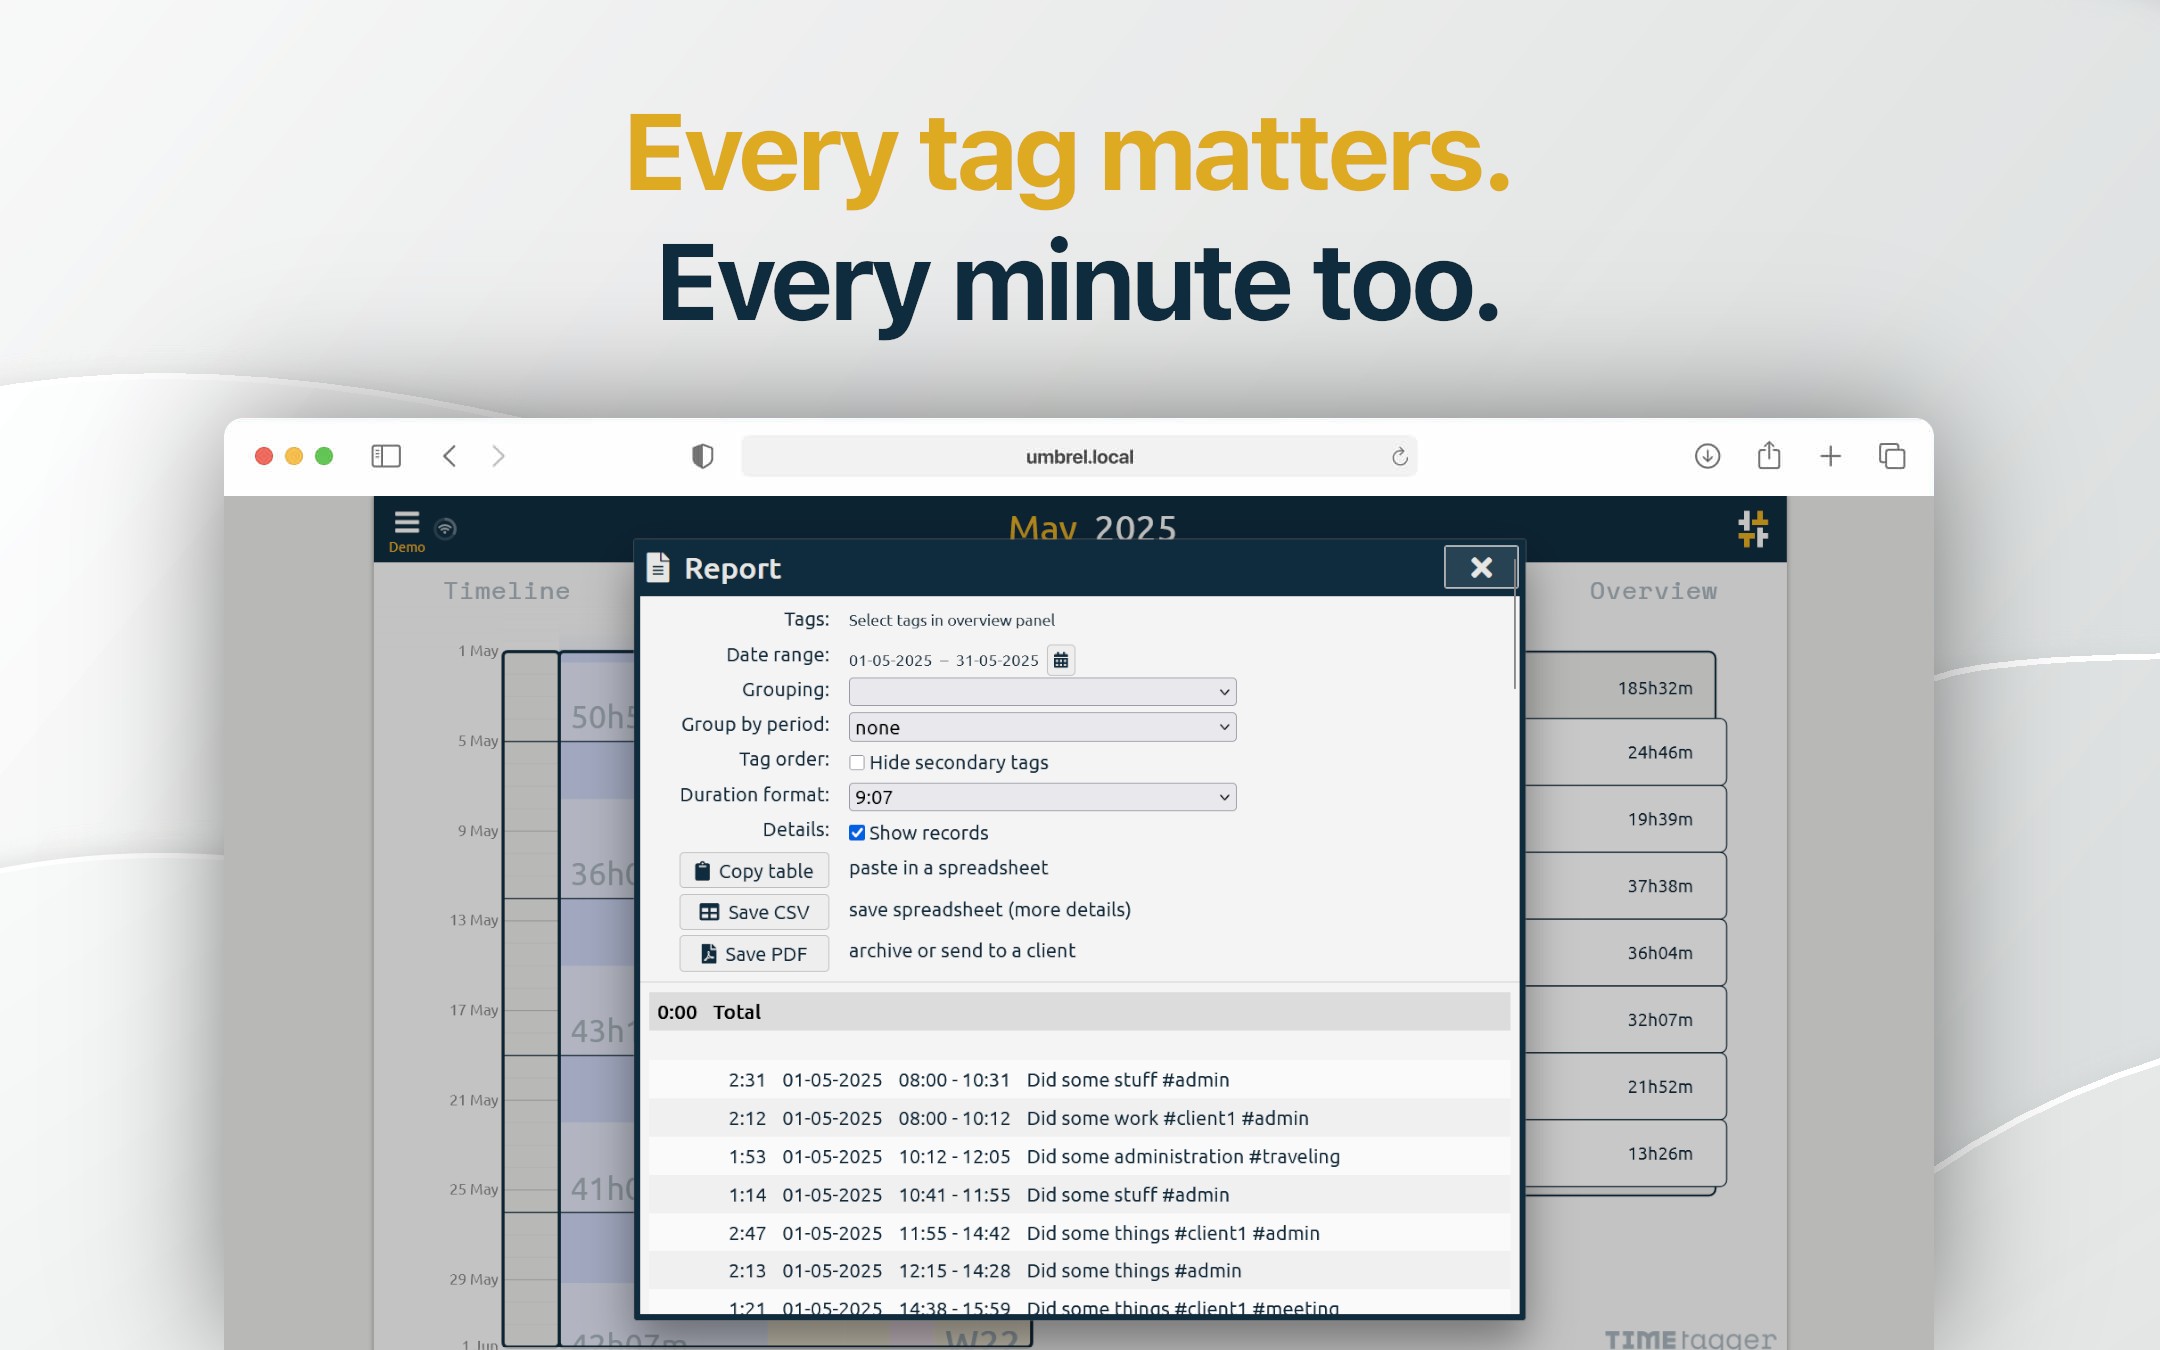 Every tag matters.
Every minute too.
umbrel.local
Demo
May 2025
Report
Timeline
Overview
Tags: Select tags in overview panel
Date range: 01-05-2025 – 31-05-2025
Grouping:
Group by period: none
Tag order: Hide secondary tags
Duration format: 9:07
Details: Show records
Copy table paste in a spreadsheet
Save CSV save spreadsheet (more details)
Save PDF archive or send to a client
0:00 Total
2:31 01-05-2025 08:00 - 10:31 Did some stuff #admin
2:12 01-05-2025 08:00 - 10:12 Did some work #client1 #admin
1:53 01-05-2025 10:12 - 12:05 Did some administration #traveling
1:14 01-05-2025 10:41 - 11:55 Did some stuff #admin
2:47 01-05-2025 11:55 - 14:42 Did some things #client1 #admin
2:13 01-05-2025 12:15 - 14:28 Did some things #admin
1:21 01-05-2025 14:38 - 15:59 Did some things #client1 #meeting
1 May
5 May
9 May
13 May
17 May
21 May
25 May
29 May
1 Jun
50h5
36h0
43h1
41h0
42h07m
W22
185h32m
24h46m
19h39m
37h38m
36h04m
32h07m
21h52m
13h26m
TIMEtagger